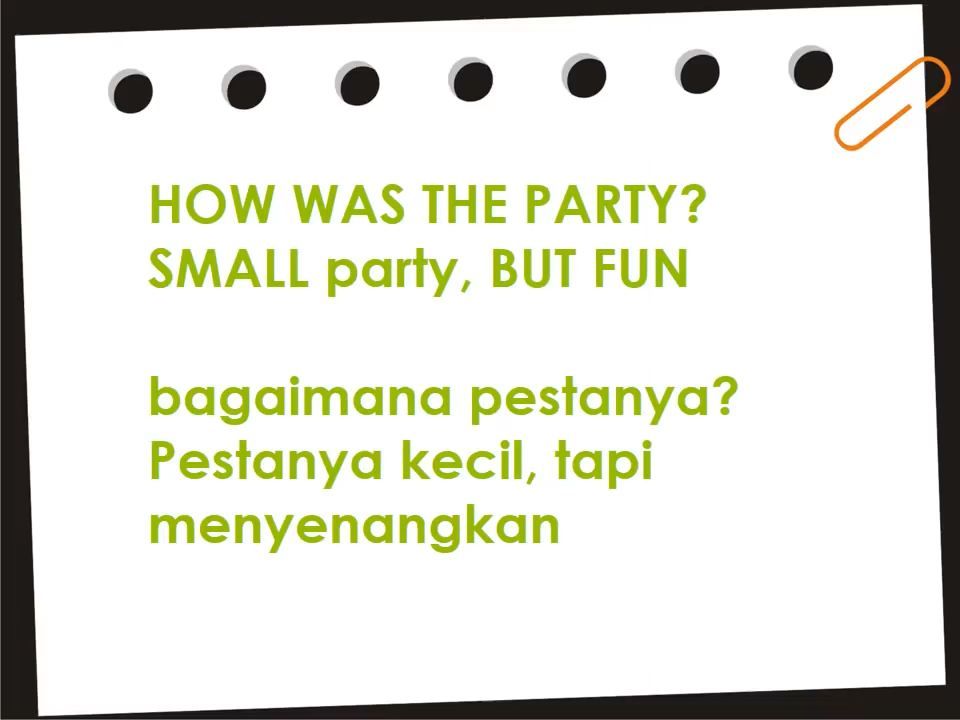 HOW WAS THE PARTY?
SMALL party, BUT FUN
bagaimana pestanya?
Pestanya kecil, tapi
menyenangkan